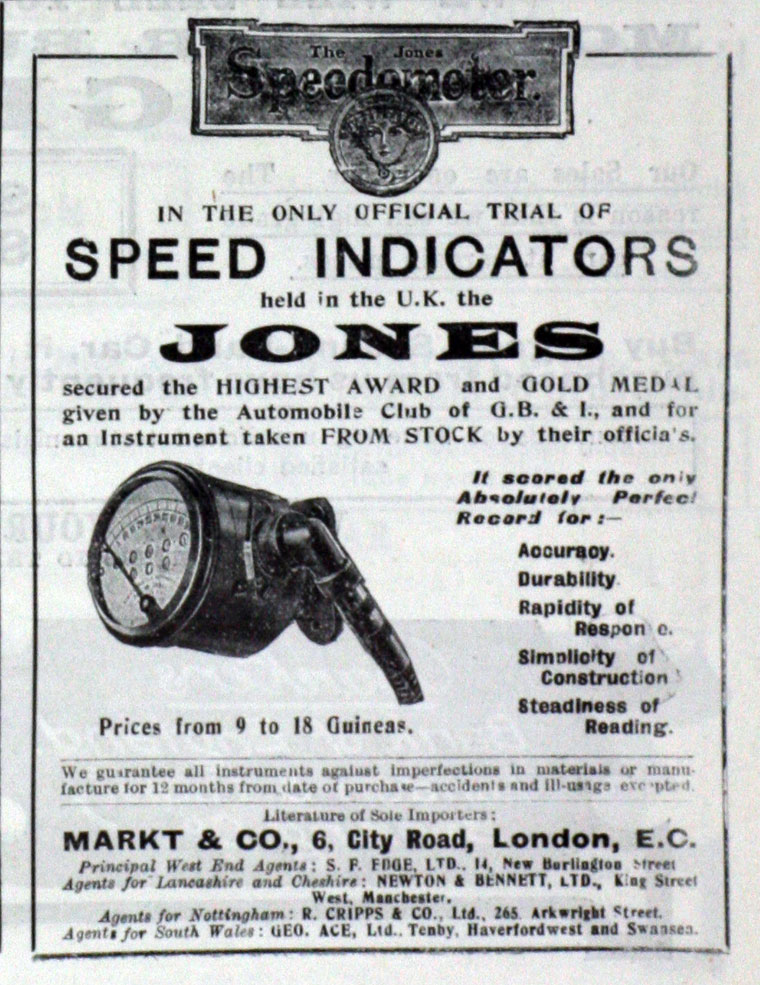 The Jones
Speedometer.
IN THE ONLY OFFICIAL TRIAL OF
SPEED INDICATORS
held in the U.K. the
JONES
secured the HIGHEST AWARD and GOLD MEDAL
given by the Automobile Club of G.B. & I., and for
an Instrument taken FROM STOCK by their officia's.
It scored the only
Absolutely Perfect
Record for:—
Accuracy.
Durability.
Rapidity of
Respon e.
Simplicity of
Construction
Steadiness of
Reading.
Prices from 9 to 18 Guineas.
We guarantee all instruments against imperfections in materials or manu-
facture for 12 months from date of purchase—accidents and ill-usage excepted.
Literature of Sole Importers:
MARKT & CO., 6, City Road, London, E.C.
Principal West End Agents: S. F. EDGE, LTD., 14, New Burlington Street
Agents for Lancashire and Cheshire: NEWTON & BENNETT, LTD., King Street
West, Manchester.
Agents for Nottingham: R. CRIPPS & CO., Ltd., 265, Arkwright Street.
Agents for South Wales: GEO. ACE, Ltd., Tenby, Haverfordwest and Swansea.